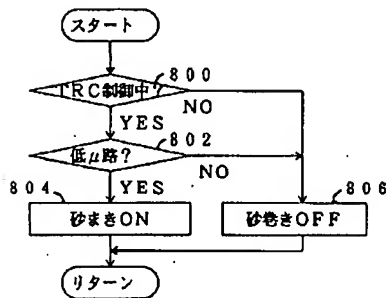 スタート
TRC制御中? 800
NO
YES
低μ路? 802
NO
YES
804 806
砂まきON 砂巻きOFF
リターン